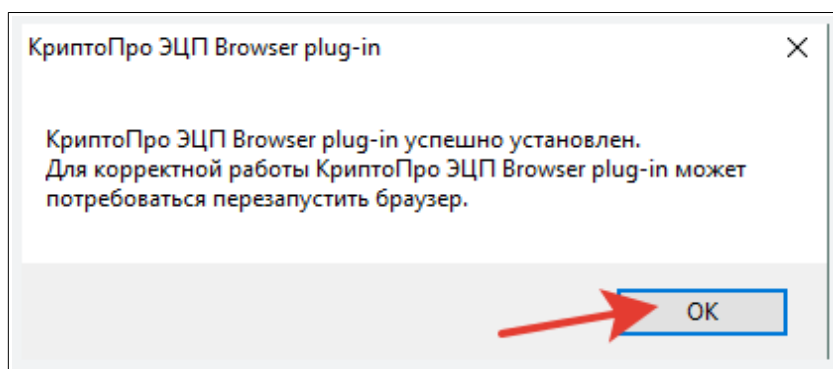 КриптоПро ЭЦП Browser plug-in
КриптоПро ЭЦП Browser plug-in успешно установлен.
Для корректной работы КриптоПро ЭЦП Browser plug-in может
потребоваться перезапустить браузер.
ОК